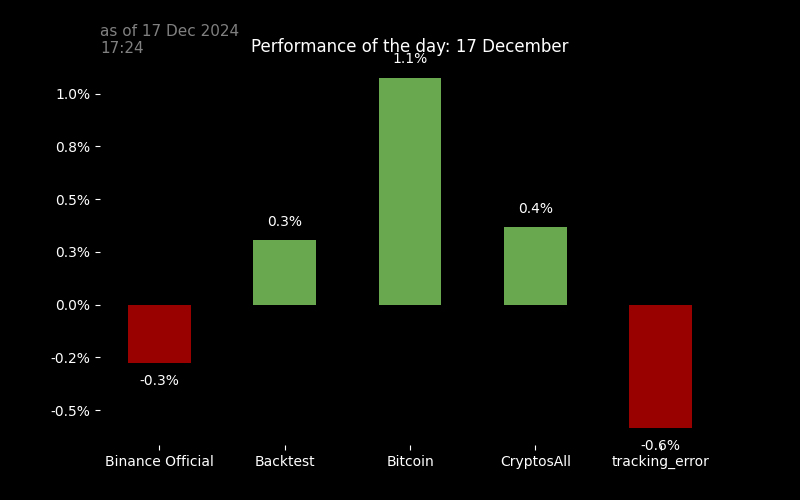 as of 17 Dec 2024
17:24
Performance of the day: 17 December
1.1%
1.0%
0.8%
0.5%
0.4%
0.3%
0.3%
0.0%
-0.2%
-0.3%
-0.5%
-0.6%
Binance Official
Backtest
Bitcoin
CryptosAll
tracking_error